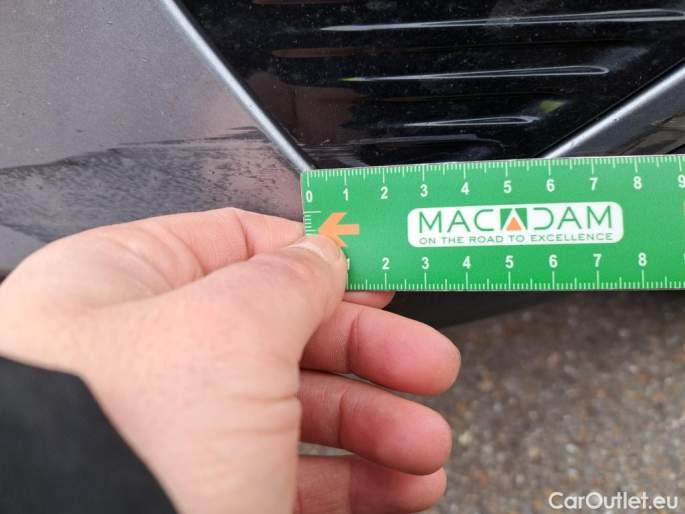 0 1 2 3 4 5 6 7 8 9
MACADAM
ON THE ROAD TO EXCELLENCE
1 2 3 4 5 6 7 8
CarOutlet.eu